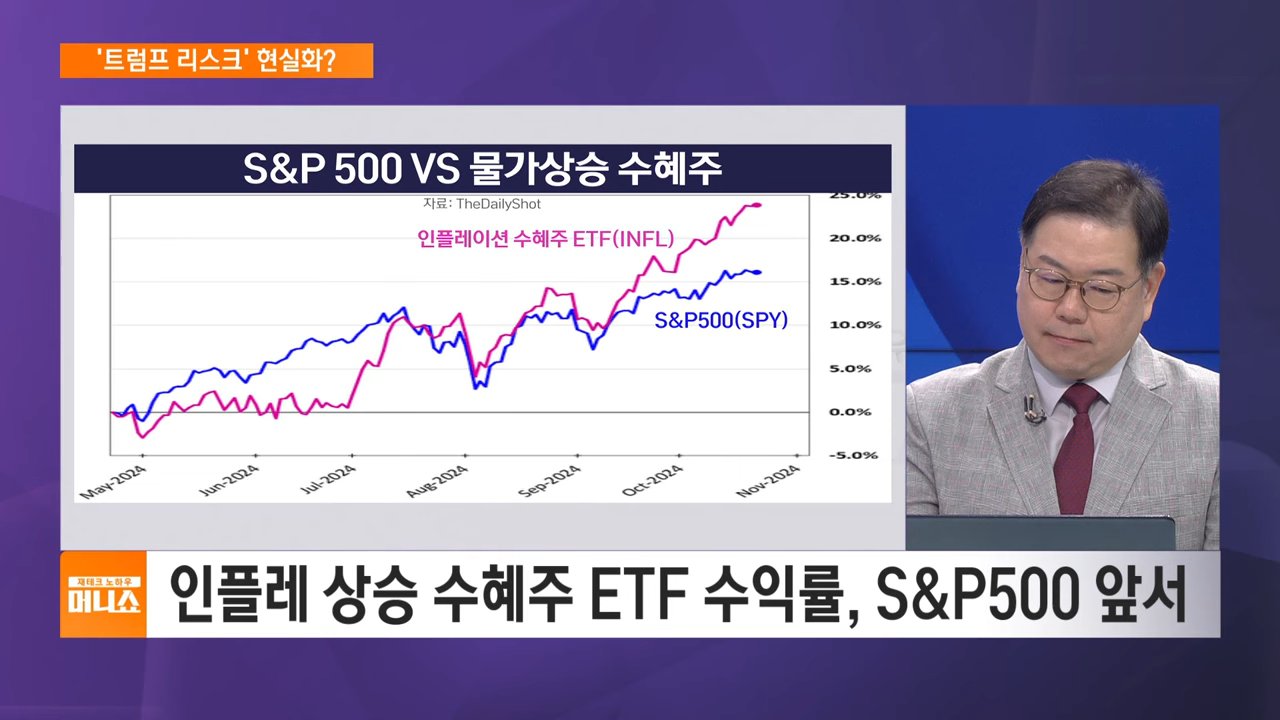 '트럼프 리스크' 현실화?
S&P 500 VS 물가상승 수혜주
자료: TheDailyShot
인플레이션 수혜주 ETF(INFL)
S&P500(SPY)
25.0%
20.0%
15.0%
10.0%
5.0%
0.0%
-5.0%
May-2024
Jun-2024
Jul-2024
Aug-2024
Sep-2024
Oct-2024
Nov-2024
재테크 노하우
머니쇼
인플레 상승 수혜주 ETF 수익률, S&P500 앞서